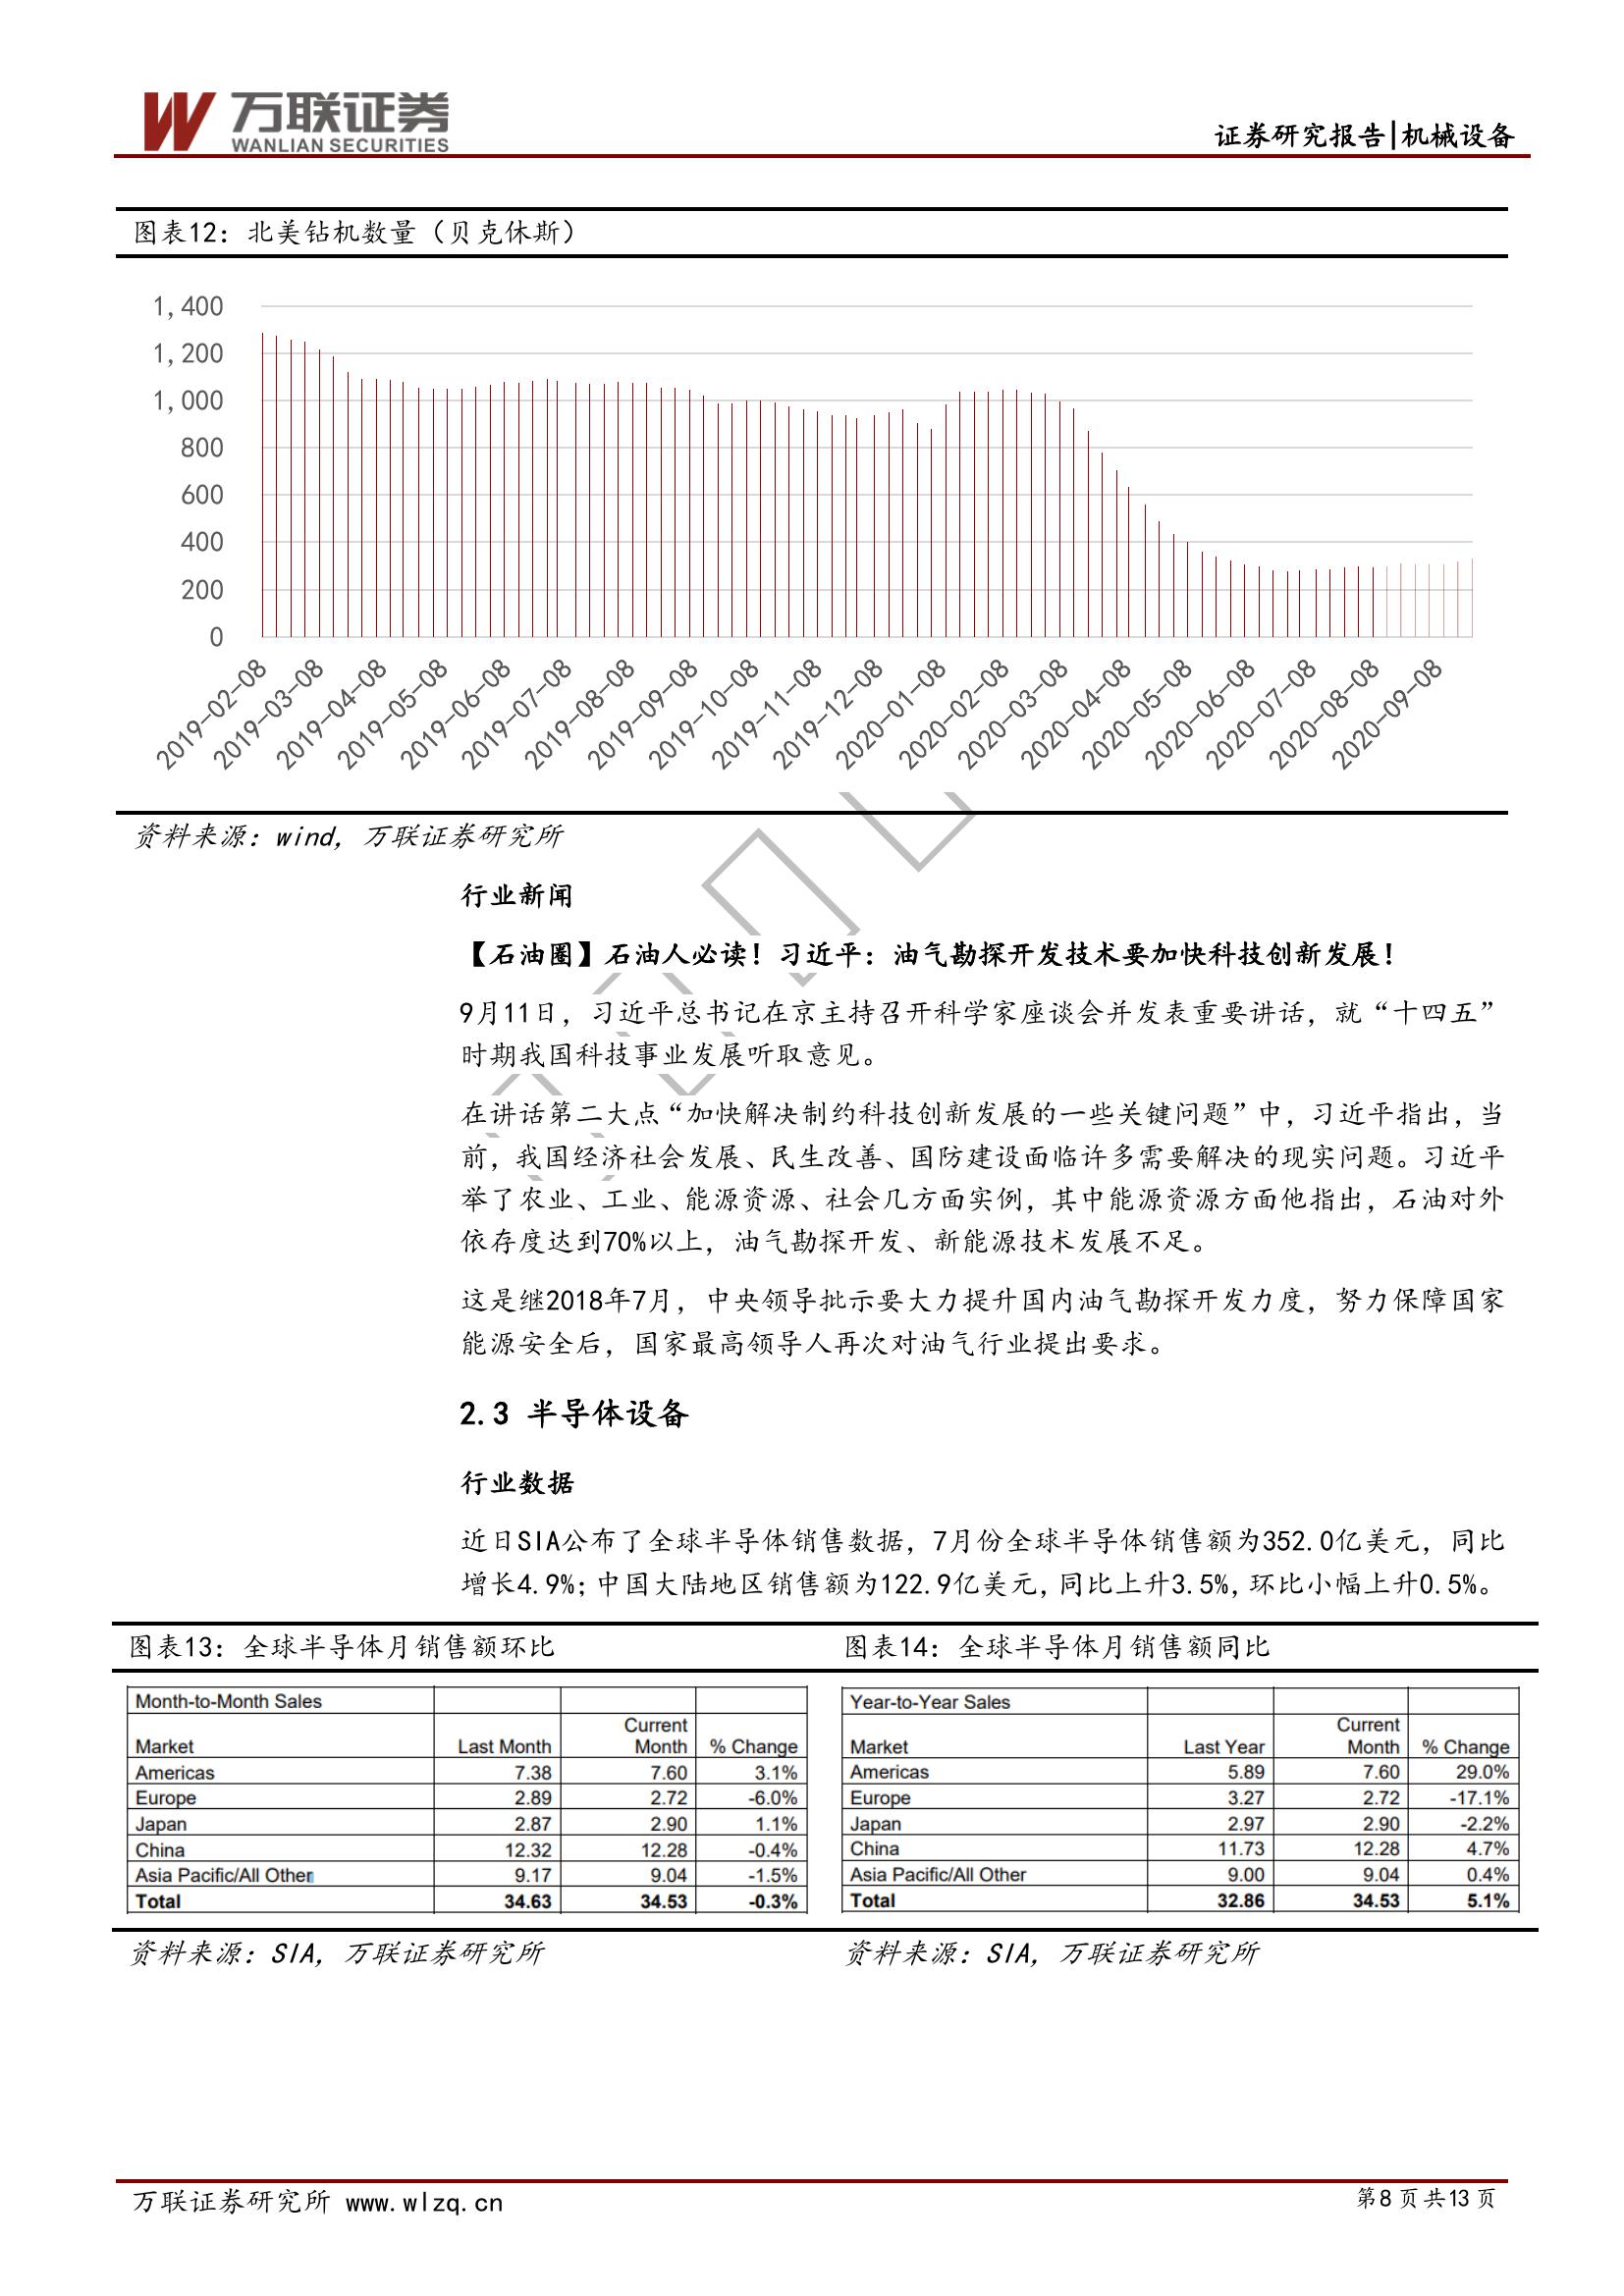 万联证券
WANLIAN SECURITIES
证券研究报告|机械设备
图表12：北美钻机数量（贝克休斯）
1,400
1,200
1,000
800
600
400
200
0
2019-02-08
2019-03-08
2019-04-08
2019-05-08
2019-06-08
2019-07-08
2019-08-08
2019-09-08
2019-10-08
2019-11-08
2019-12-08
2020-01-08
2020-02-08
2020-03-08
2020-04-08
2020-05-08
2020-06-08
2020-07-08
2020-08-08
2020-09-08
资料来源：wind，万联证券研究所
行业新闻
【石油圈】石油人必读！习近平：油气勘探开发技术要加快科技创新发展！
9月11日，习近平总书记在京主持召开科学家座谈会并发表重要讲话，就“十四五”
时期我国科技事业发展听取意见。
在讲话第二大点“加快解决制约科技创新发展的一些关键问题”中，习近平指出，当
前，我国经济社会发展、民生改善、国防建设面临许多需要解决的现实问题。习近平
举了农业、工业、能源资源、社会几方面实例，其中能源资源方面他指出，石油对外
依存度达到70%以上，油气勘探开发、新能源技术发展不足。
这是继2018年7月，中央领导批示要大力提升国内油气勘探开发力度，努力保障国家
能源安全后，国家最高领导人再次对油气行业提出要求。
2.3 半导体设备
行业数据
近日SIA公布了全球半导体销售数据，7月份全球半导体销售额为352.0亿美元，同比
增长4.9%；中国大陆地区销售额为122.9亿美元，同比上升3.5%，环比小幅上升0.5%。
图表13：全球半导体月销售额环比
Month-to-Month Sales
Market Last Month Current Month % Change
Americas 7.38 7.60 3.1%
Europe 2.89 2.72 -6.0%
Japan 2.87 2.90 1.1%
China 12.32 12.28 -0.4%
Asia Pacific/All Other 9.17 9.04 -1.5%
Total 34.63 34.53 -0.3%
资料来源：SIA，万联证券研究所
图表14：全球半导体月销售额同比
Year-to-Year Sales
Market Last Year Current Month % Change
Americas 5.89 7.60 29.0%
Europe 3.27 2.72 -17.1%
Japan 2.97 2.90 -2.2%
China 11.73 12.28 4.7%
Asia Pacific/All Other 9.00 9.04 0.4%
Total 32.86 34.53 5.1%
资料来源：SIA，万联证券研究所
万联证券研究所 www.wlzq.cn
第8页共13页